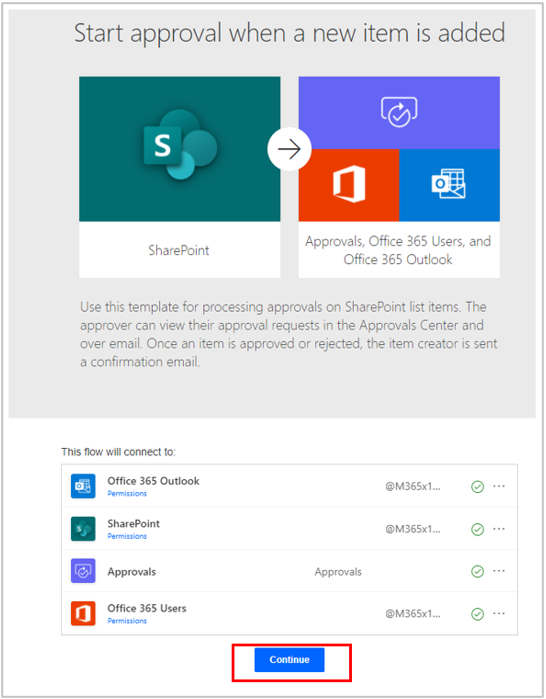 Start approval when a new item is added
S
SharePoint
Approvals, Office 365 Users, and
Office 365 Outlook
Use this template for processing approvals on SharePoint list items. The
approver can view their approval requests in the Approvals Center and
over email. Once an item is approved or rejected, the item creator is sent
a confirmation email.
This flow will connect to:
Office 365 Outlook
Permissions
@M365x1...
SharePoint
Permissions
@M365x1...
Approvals
Approvals
Office 365 Users
Permissions
@M365x1...
Continue